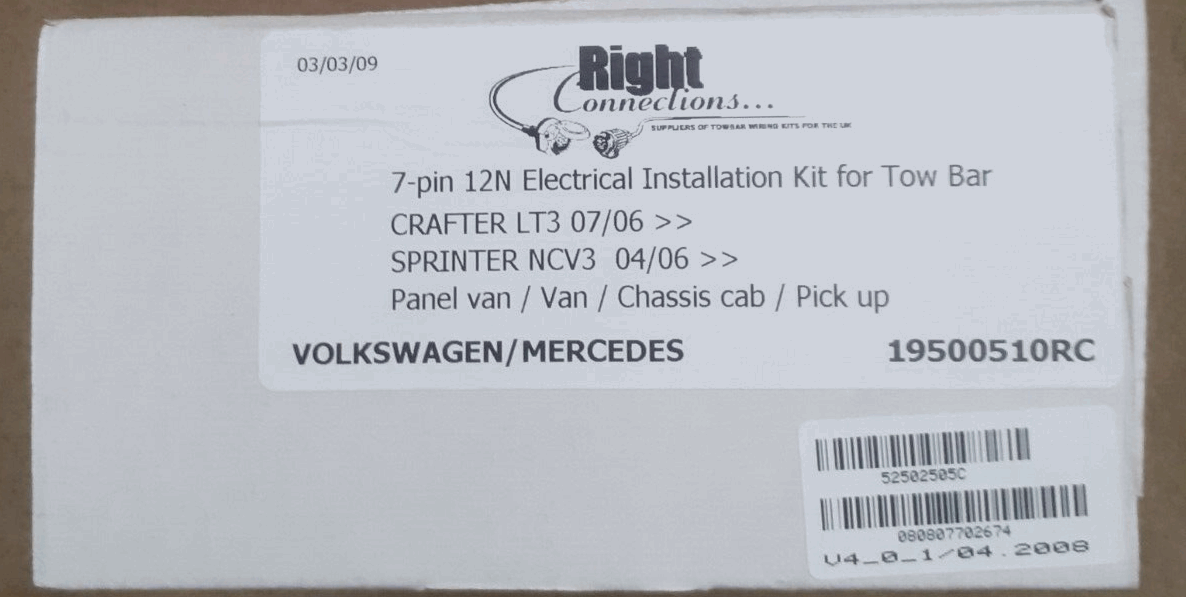 03/03/09
Right
Connections...
SUPPLIERS OF TOWBAR WIRING KITS FOR THE UK
7-pin 12N Electrical Installation Kit for Tow Bar
CRAFTER LT3 07/06 >>
SPRINTER NCV3 04/06 >>
Panel van / Van / Chassis cab / Pick up
VOLKSWAGEN/MERCEDES 19500510RC
52502505C
080807702674
V4_0_1/04.2008